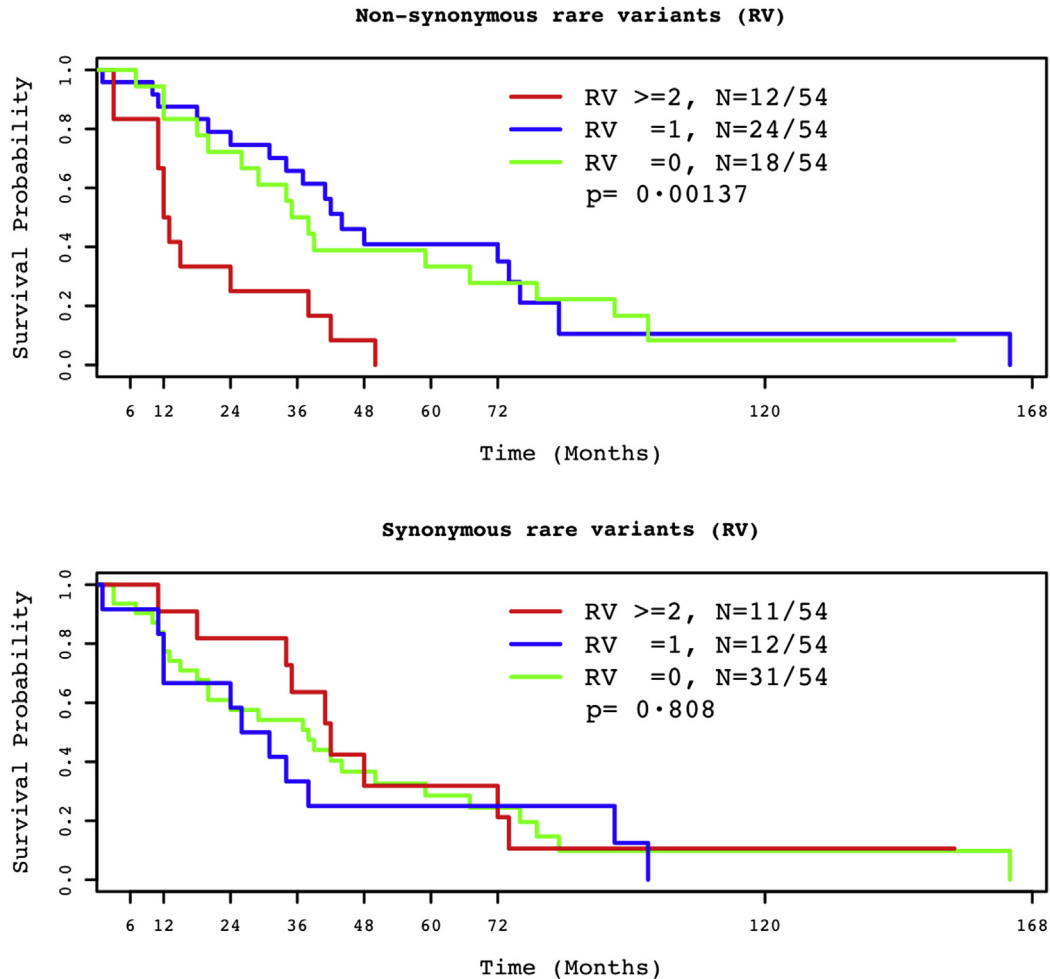 Non-synonymous rare variants (RV)
Survival Probability
1.0
0.8
0.6
0.4
0.2
0.0
RV >=2, N=12/54
RV =1, N=24/54
RV =0, N=18/54
p= 0·00137
6 12 24 36 48 60 72 120 168
Time (Months)
Synonymous rare variants (RV)
Survival Probability
1.0
0.8
0.6
0.4
0.2
0.0
RV >=2, N=11/54
RV =1, N=12/54
RV =0, N=31/54
p= 0·808
6 12 24 36 48 60 72 120 168
Time (Months)